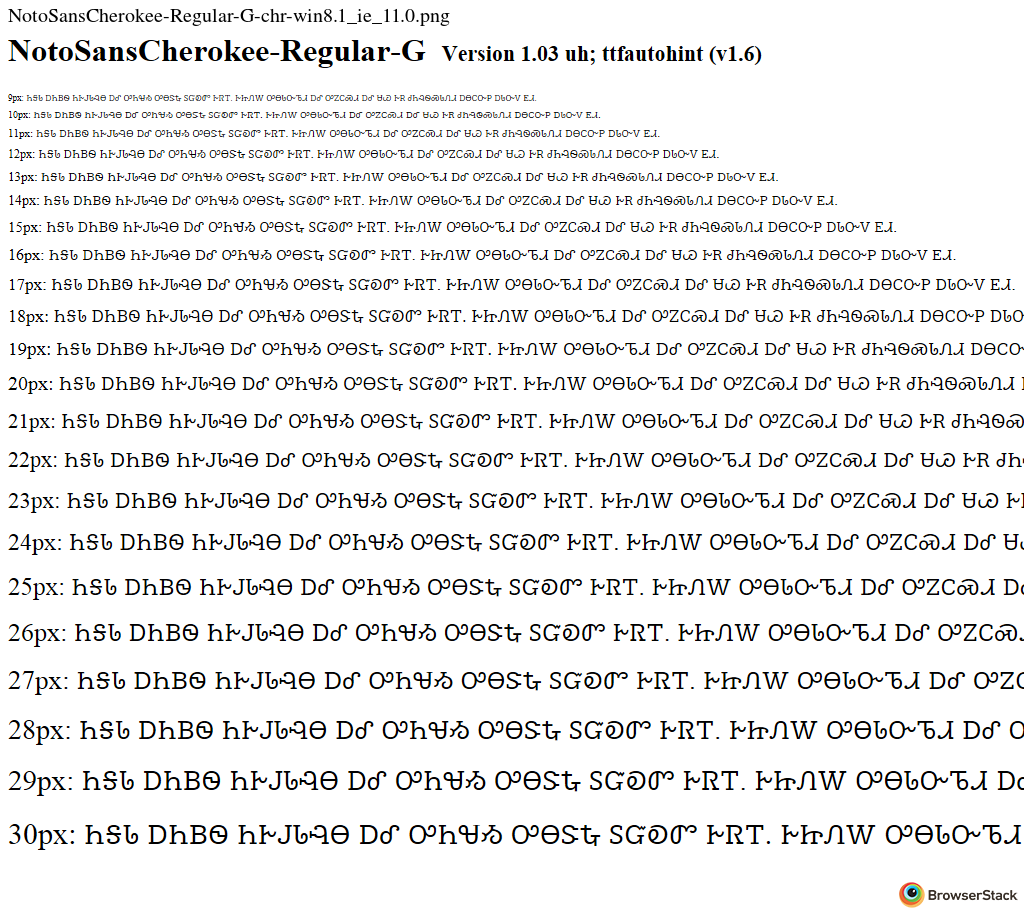 NotoSansCherokee-Regular-G-chr-win8.1_ie_11.0.png
NotoSansCherokee-Regular-G Version 1.03 uh; ttfautohint (v1.6)
9px: ᏂᎦᏓ ᎠᏂᏴᏫ ᏂᎨᎫᏓᎸᎾ ᎠᎴ ᎤᏂᏠᏱ ᎤᎾᏕᎿ ᏚᏳᎧᏛ ᎨᏒᎢ. ᎨᏥᏁᎳ ᎤᎾᏓᏅᏖᏗ ᎠᎴ ᎤᏃᏟᏍᏗ ᎠᎴ ᏌᏊ ᎨᏒ ᏧᏂᎸᏫᏍᏓᏁᏗ ᎠᎾᏟᏅᏢ ᎠᏓᏅᏙ ᎬᏗ.
10px: ᏂᎦᏓ ᎠᏂᏴᏫ ᏂᎨᎫᏓᎸᎾ ᎠᎴ ᎤᏂᏠᏱ ᎤᎾᏕᎿ ᏚᏳᎧᏛ ᎨᏒᎢ. ᎨᏥᏁᎳ ᎤᎾᏓᏅᏖᏗ ᎠᎴ ᎤᏃᏟᏍᏗ ᎠᎴ ᏌᏊ ᎨᏒ ᏧᏂᎸᏫᏍᏓᏁᏗ ᎠᎾᏟᏅᏢ ᎠᏓᏅᏙ ᎬᏗ.
11px: ᏂᎦᏓ ᎠᏂᏴᏫ ᏂᎨᎫᏓᎸᎾ ᎠᎴ ᎤᏂᏠᏱ ᎤᎾᏕᎿ ᏚᏳᎧᏛ ᎨᏒᎢ. ᎨᏥᏁᎳ ᎤᎾᏓᏅᏖᏗ ᎠᎴ ᎤᏃᏟᏍᏗ ᎠᎴ ᏌᏊ ᎨᏒ ᏧᏂᎸᏫᏍᏓᏁᏗ ᎠᎾᏟᏅᏢ ᎠᏓᏅᏙ ᎬᏗ.
12px: ᏂᎦᏓ ᎠᏂᏴᏫ ᏂᎨᎫᏓᎸᎾ ᎠᎴ ᎤᏂᏠᏱ ᎤᎾᏕᎿ ᏚᏳᎧᏛ ᎨᏒᎢ. ᎨᏥᏁᎳ ᎤᎾᏓᏅᏖᏗ ᎠᎴ ᎤᏃᏟᏍᏗ ᎠᎴ ᏌᏊ ᎨᏒ ᏧᏂᎸᏫᏍᏓᏁᏗ ᎠᎾᏟᏅᏢ ᎠᏓᏅᏙ ᎬᏗ.
13px: ᏂᎦᏓ ᎠᏂᏴᏫ ᏂᎨᎫᏓᎸᎾ ᎠᎴ ᎤᏂᏠᏱ ᎤᎾᏕᎿ ᏚᏳᎧᏛ ᎨᏒᎢ. ᎨᏥᏁᎳ ᎤᎾᏓᏅᏖᏗ ᎠᎴ ᎤᏃᏟᏍᏗ ᎠᎴ ᏌᏊ ᎨᏒ ᏧᏂᎸᏫᏍᏓᏁᏗ ᎠᎾᏟᏅᏢ ᎠᏓᏅᏙ ᎬᏗ.
14px: ᏂᎦᏓ ᎠᏂᏴᏫ ᏂᎨᎫᏓᎸᎾ ᎠᎴ ᎤᏂᏠᏱ ᎤᎾᏕᎿ ᏚᏳᎧᏛ ᎨᏒᎢ. ᎨᏥᏁᎳ ᎤᎾᏓᏅᏖᏗ ᎠᎴ ᎤᏃᏟᏍᏗ ᎠᎴ ᏌᏊ ᎨᏒ ᏧᏂᎸᏫᏍᏓᏁᏗ ᎠᎾᏟᏅᏢ ᎠᏓᏅᏙ ᎬᏗ.
15px: ᏂᎦᏓ ᎠᏂᏴᏫ ᏂᎨᎫᏓᎸᎾ ᎠᎴ ᎤᏂᏠᏱ ᎤᎾᏕᎿ ᏚᏳᎧᏛ ᎨᏒᎢ. ᎨᏥᏁᎳ ᎤᎾᏓᏅᏖᏗ ᎠᎴ ᎤᏃᏟᏍᏗ ᎠᎴ ᏌᏊ ᎨᏒ ᏧᏂᎸᏫᏍᏓᏁᏗ ᎠᎾᏟᏅᏢ ᎠᏓᏅᏙ ᎬᏗ.
16px: ᏂᎦᏓ ᎠᏂᏴᏫ ᏂᎨᎫᏓᎸᎾ ᎠᎴ ᎤᏂᏠᏱ ᎤᎾᏕᎿ ᏚᏳᎧᏛ ᎨᏒᎢ. ᎨᏥᏁᎳ ᎤᎾᏓᏅᏖᏗ ᎠᎴ ᎤᏃᏟᏍᏗ ᎠᎴ ᏌᏊ ᎨᏒ ᏧᏂᎸᏫᏍᏓᏁᏗ ᎠᎾᏟᏅᏢ ᎠᏓᏅᏙ ᎬᏗ.
17px: ᏂᎦᏓ ᎠᏂᏴᏫ ᏂᎨᎫᏓᎸᎾ ᎠᎴ ᎤᏂᏠᏱ ᎤᎾᏕᎿ ᏚᏳᎧᏛ ᎨᏒᎢ. ᎨᏥᏁᎳ ᎤᎾᏓᏅᏖᏗ ᎠᎴ ᎤᏃᏟᏍᏗ ᎠᎴ ᏌᏊ ᎨᏒ ᏧᏂᎸᏫᏍᏓᏁᏗ ᎠᎾᏟᏅᏢ ᎠᏓᏅᏙ ᎬᏗ.
18px: ᏂᎦᏓ ᎠᏂᏴᏫ ᏂᎨᎫᏓᎸᎾ ᎠᎴ ᎤᏂᏠᏱ ᎤᎾᏕᎿ ᏚᏳᎧᏛ ᎨᏒᎢ. ᎨᏥᏁᎳ ᎤᎾᏓᏅᏖᏗ ᎠᎴ ᎤᏃᏟᏍᏗ ᎠᎴ ᏌᏊ ᎨᏒ ᏧᏂᎸᏫᏍᏓᏁᏗ ᎠᎾᏟᏅᏢ ᎠᏓ
19px: ᏂᎦᏓ ᎠᏂᏴᏫ ᏂᎨᎫᏓᎸᎾ ᎠᎴ ᎤᏂᏠᏱ ᎤᎾᏕᎿ ᏚᏳᎧᏛ ᎨᏒᎢ. ᎨᏥᏁᎳ ᎤᎾᏓᏅᏖᏗ ᎠᎴ ᎤᏃᏟᏍᏗ ᎠᎴ ᏌᏊ ᎨᏒ ᏧᏂᎸᏫᏍᏓᏁᏗ ᎠᎾᏟᏅ
20px: ᏂᎦᏓ ᎠᏂᏴᏫ ᏂᎨᎫᏓᎸᎾ ᎠᎴ ᎤᏂᏠᏱ ᎤᎾᏕᎿ ᏚᏳᎧᏛ ᎨᏒᎢ. ᎨᏥᏁᎳ ᎤᎾᏓᏅᏖᏗ ᎠᎴ ᎤᏃᏟᏍᏗ ᎠᎴ ᏌᏊ ᎨᏒ ᏧᏂᎸᏫᏍᏓᏁᏗ
21px: ᏂᎦᏓ ᎠᏂᏴᏫ ᏂᎨᎫᏓᎸᎾ ᎠᎴ ᎤᏂᏠᏱ ᎤᎾᏕᎿ ᏚᏳᎧᏛ ᎨᏒᎢ. ᎨᏥᏁᎳ ᎤᎾᏓᏅᏖᏗ ᎠᎴ ᎤᏃᏟᏍᏗ ᎠᎴ ᏌᏊ ᎨᏒ ᏧᏂᎸᏫᏍ
22px: ᏂᎦᏓ ᎠᏂᏴᏫ ᏂᎨᎫᏓᎸᎾ ᎠᎴ ᎤᏂᏠᏱ ᎤᎾᏕᎿ ᏚᏳᎧᏛ ᎨᏒᎢ. ᎨᏥᏁᎳ ᎤᎾᏓᏅᏖᏗ ᎠᎴ ᎤᏃᏟᏍᏗ ᎠᎴ ᏌᏊ ᎨᏒ ᏧᏂ
23px: ᏂᎦᏓ ᎠᏂᏴᏫ ᏂᎨᎫᏓᎸᎾ ᎠᎴ ᎤᏂᏠᏱ ᎤᎾᏕᎿ ᏚᏳᎧᏛ ᎨᏒᎢ. ᎨᏥᏁᎳ ᎤᎾᏓᏅᏖᏗ ᎠᎴ ᎤᏃᏟᏍᏗ ᎠᎴ ᏌᏊ Ꭸ
24px: ᏂᎦᏓ ᎠᏂᏴᏫ ᏂᎨᎫᏓᎸᎾ ᎠᎴ ᎤᏂᏠᏱ ᎤᎾᏕᎿ ᏚᏳᎧᏛ ᎨᏒᎢ. ᎨᏥᏁᎳ ᎤᎾᏓᏅᏖᏗ ᎠᎴ ᎤᏃᏟᏍᏗ ᎠᎴ Ꮜ
25px: ᏂᎦᏓ ᎠᏂᏴᏫ ᏂᎨᎫᏓᎸᎾ ᎠᎴ ᎤᏂᏠᏱ ᎤᎾᏕᎿ ᏚᏳᎧᏛ ᎨᏒᎢ. ᎨᏥᏁᎳ ᎤᎾᏓᏅᏖᏗ ᎠᎴ ᎤᏃᏟᏍᏗ ᎠᎴ
26px: ᏂᎦᏓ ᎠᏂᏴᏫ ᏂᎨᎫᏓᎸᎾ ᎠᎴ ᎤᏂᏠᏱ ᎤᎾᏕᎿ ᏚᏳᎧᏛ ᎨᏒᎢ. ᎨᏥᏁᎳ ᎤᎾᏓᏅᏖᏗ ᎠᎴ ᎤᏃᏟᏍᏗ
27px: ᏂᎦᏓ ᎠᏂᏴᏫ ᏂᎨᎫᏓᎸᎾ ᎠᎴ ᎤᏂᏠᏱ ᎤᎾᏕᎿ ᏚᏳᎧᏛ ᎨᏒᎢ. ᎨᏥᏁᎳ ᎤᎾᏓᏅᏖᏗ ᎠᎴ ᎤᏃᏟ
28px: ᏂᎦᏓ ᎠᏂᏴᏫ ᏂᎨᎫᏓᎸᎾ ᎠᎴ ᎤᏂᏠᏱ ᎤᎾᏕᎿ ᏚᏳᎧᏛ ᎨᏒᎢ. ᎨᏥᏁᎳ ᎤᎾᏓᏅᏖᏗ ᎠᎴ Ꭴ
29px: ᏂᎦᏓ ᎠᏂᏴᏫ ᏂᎨᎫᏓᎸᎾ ᎠᎴ ᎤᏂᏠᏱ ᎤᎾᏕᎿ ᏚᏳᎧᏛ ᎨᏒᎢ. ᎨᏥᏁᎳ ᎤᎾᏓᏅᏖᏗ ᎠᎴ
30px: ᏂᎦᏓ ᎠᏂᏴᏫ ᏂᎨᎫᏓᎸᎾ ᎠᎴ ᎤᏂᏠᏱ ᎤᎾᏕᎿ ᏚᏳᎧᏛ ᎨᏒᎢ. ᎨᏥᏁᎳ ᎤᎾᏓᏅᏖᏗ
BrowserStack